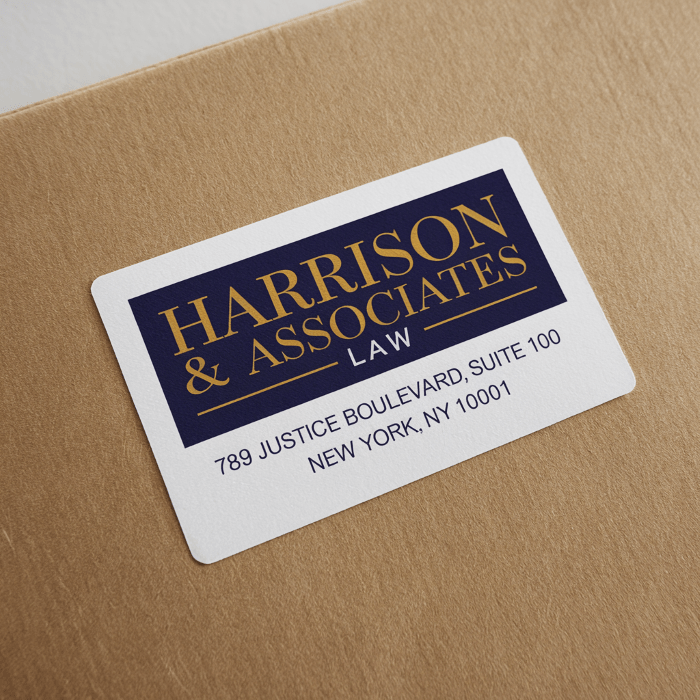 HARRISON
& ASSOCIATES
LAW
789 JUSTICE BOULEVARD, SUITE 100
NEW YORK, NY 10001